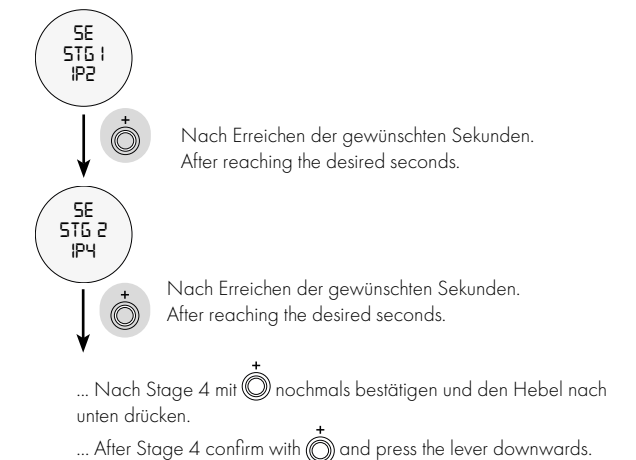 SE
STG 1
1P2
+
Nach Erreichen der gewünschten Sekunden.
After reaching the desired seconds.
SE
STG 2
1P4
+
Nach Erreichen der gewünschten Sekunden.
After reaching the desired seconds.
+
... Nach Stage 4 mit nochmals bestätigen und den Hebel nach
unten drücken.
+
... After Stage 4 confirm with and press the lever downwards.